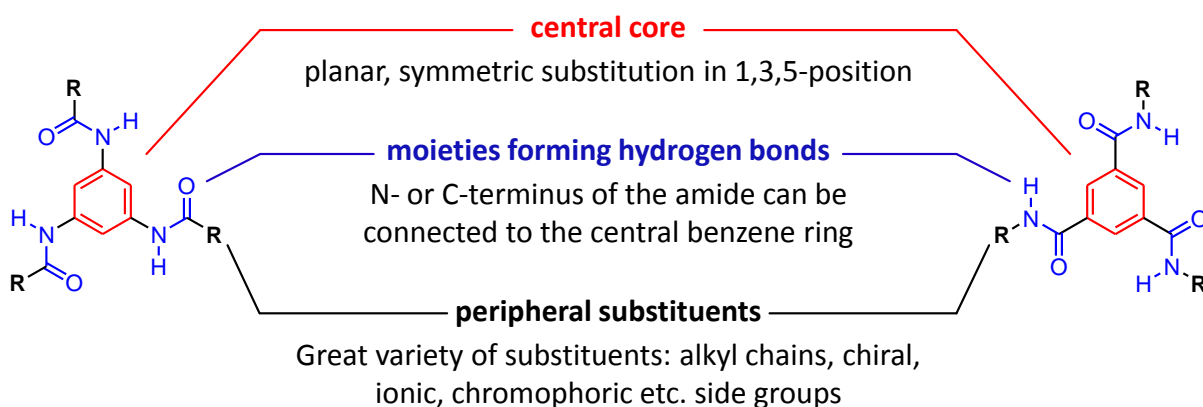 central core
planar, symmetric substitution in 1,3,5-position
moieties forming hydrogen bonds
N- or C-terminus of the amide can be
connected to the central benzene ring
peripheral substituents
Great variety of substituents: alkyl chains, chiral,
ionic, chromophoric etc. side groups
R
O
N
H
O
H
N
N
R
H
R
O
R
O
N
H
H
N
R
O
O
N
H
R